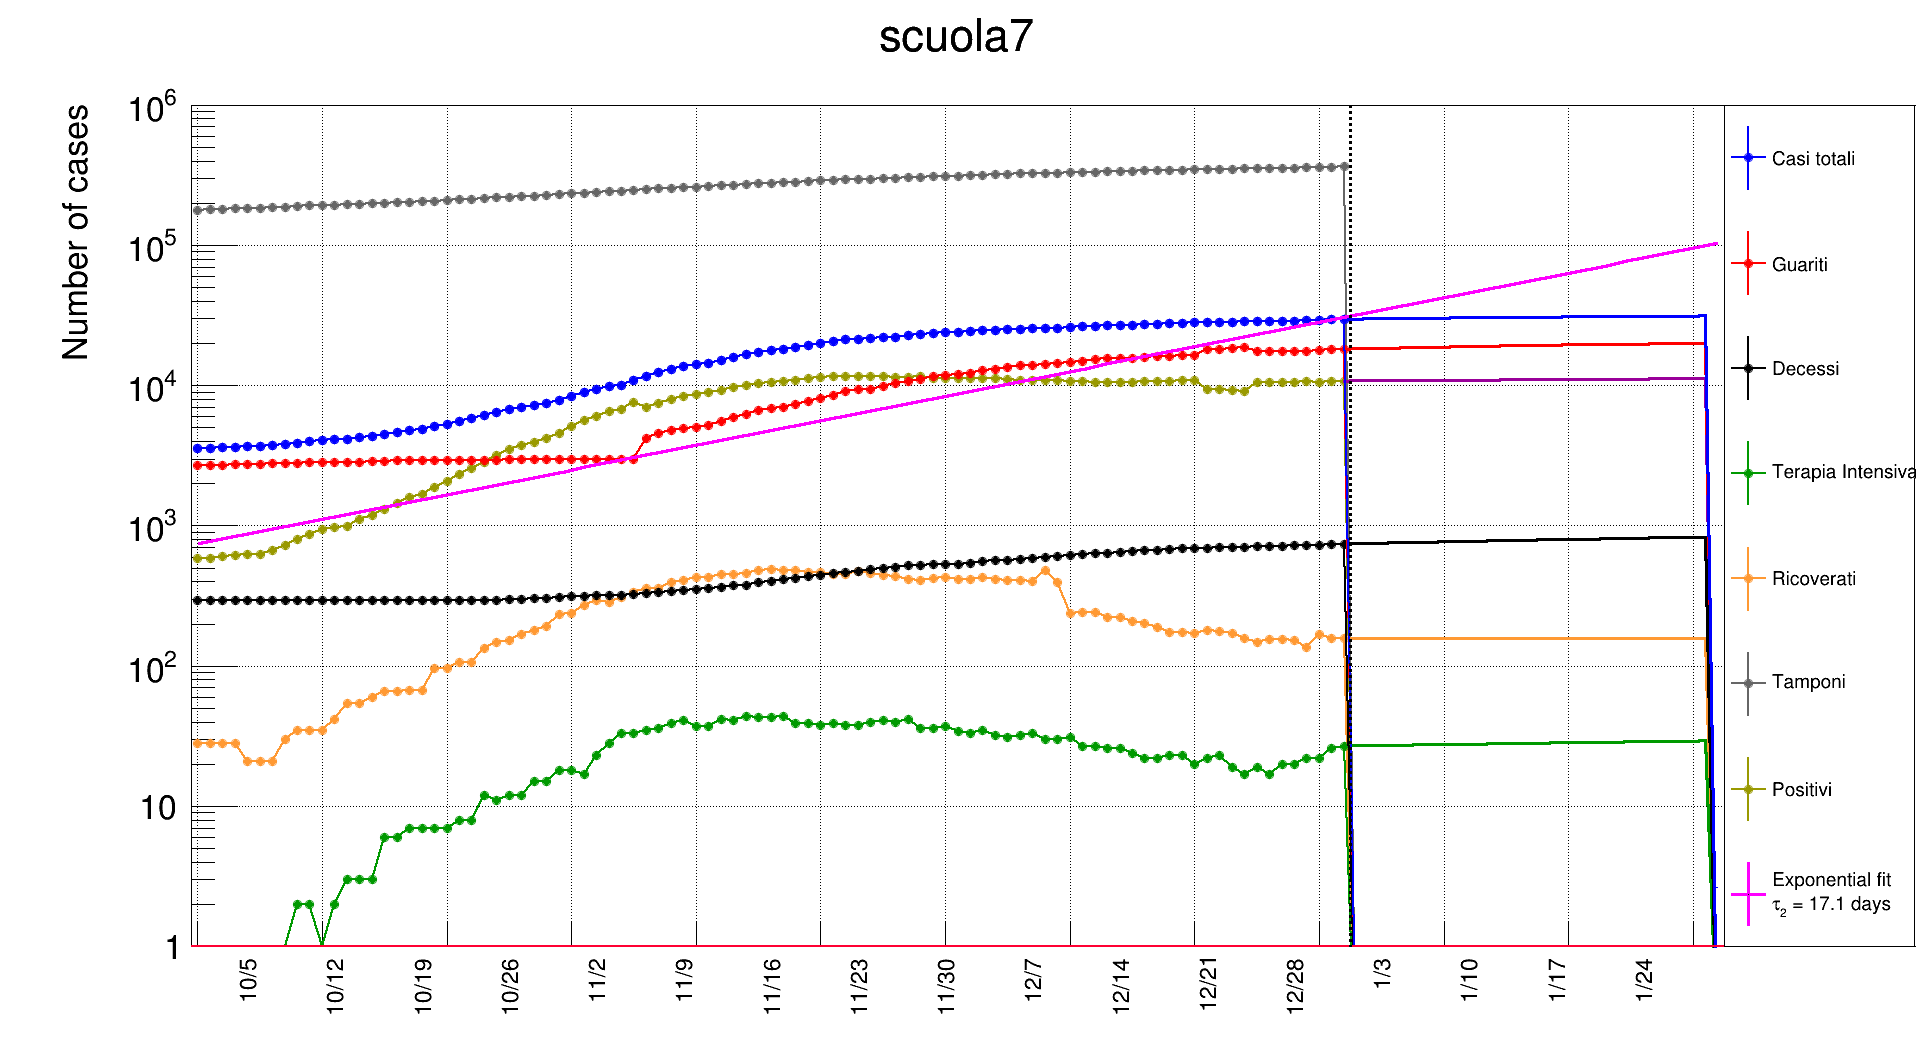 scuola7
Number of cases
10^6
10^5
10^4
10^3
10^2
10
1
10/5
10/12
10/19
10/26
11/2
11/9
11/16
11/23
11/30
12/7
12/14
12/21
12/28
1/3
1/10
1/17
1/24
Casi totali
Guariti
Decessi
Terapia Intensiva
Ricoverati
Tamponi
Positivi
Exponential fit
τ_2 = 17.1 days